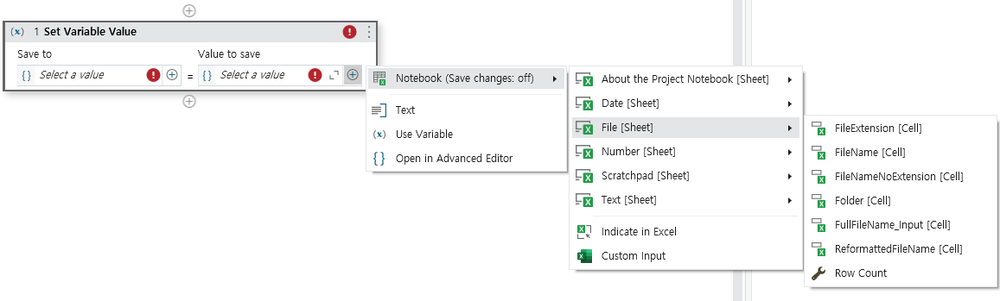 (x) 1 Set Variable Value
Save to
Value to save
{ } Select a value
=
{ } Select a value
Notebook (Save changes: off)
Text
(x) Use Variable
{ } Open in Advanced Editor
About the Project Notebook [Sheet]
Date [Sheet]
File [Sheet]
Number [Sheet]
Scratchpad [Sheet]
Text [Sheet]
Indicate in Excel
Custom Input
FileExtension [Cell]
FileName [Cell]
FileNameNoExtension [Cell]
Folder [Cell]
FullFileName_Input [Cell]
ReformattedFileName [Cell]
Row Count